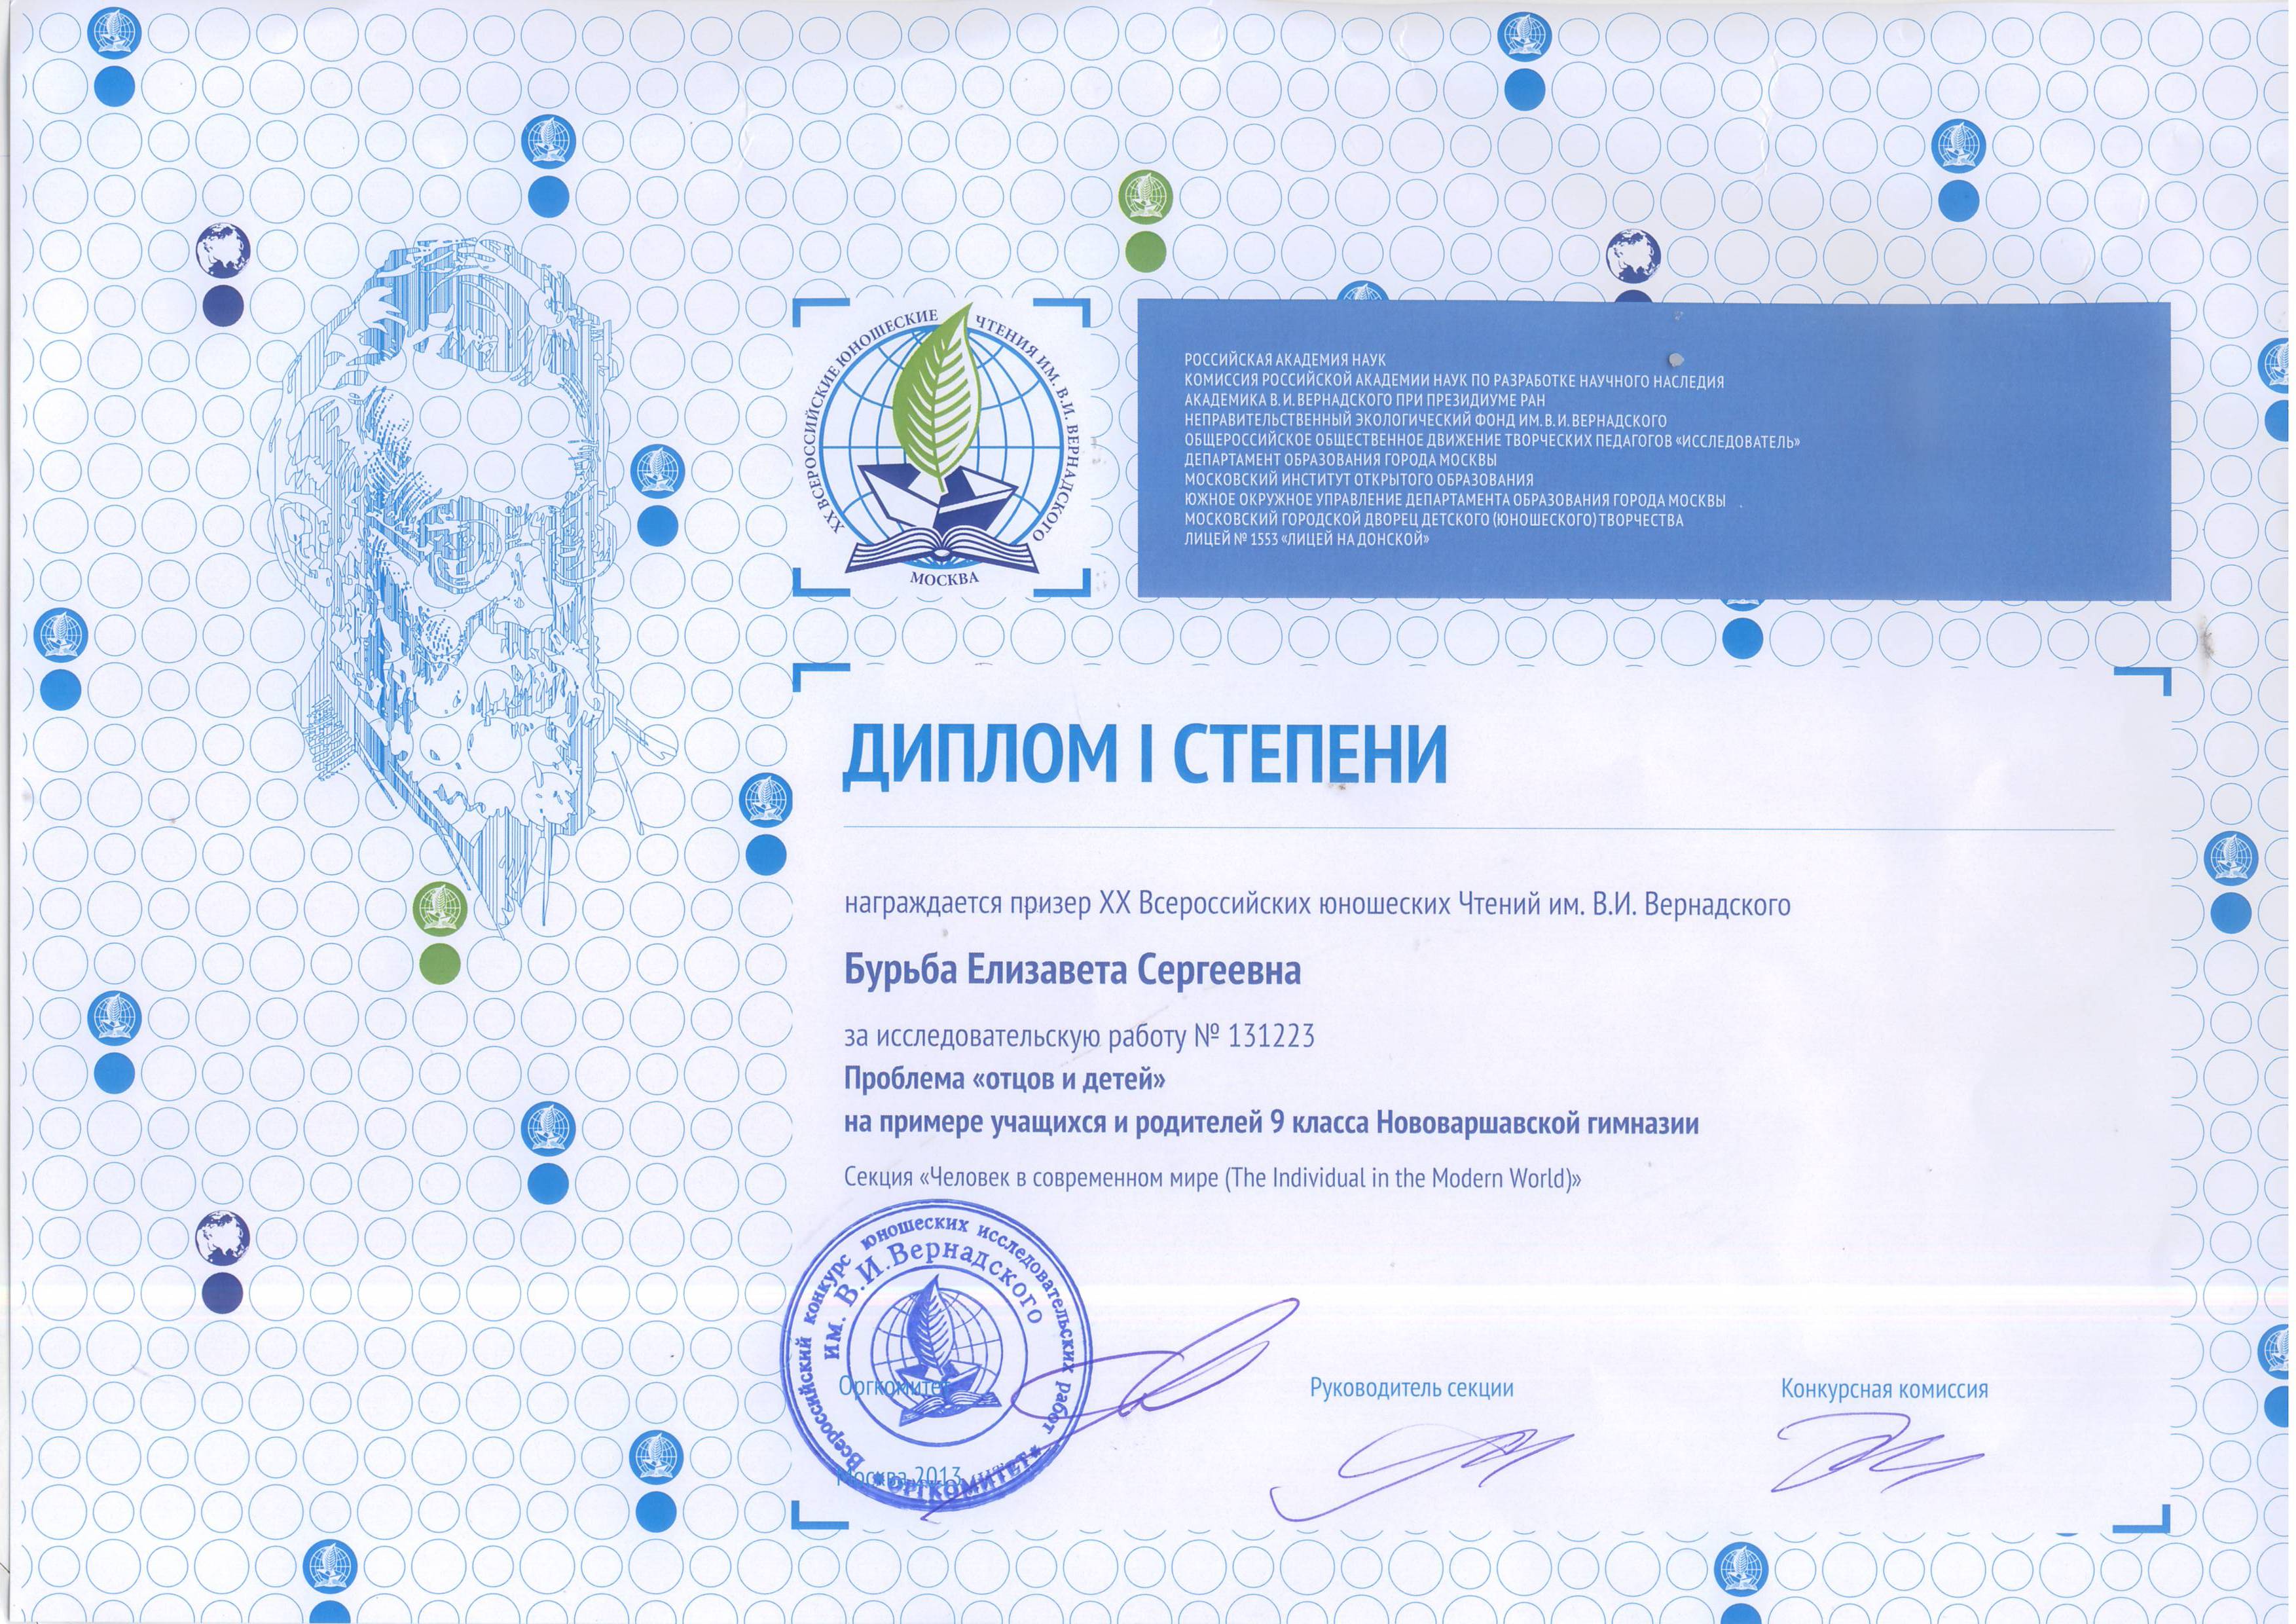 XX ВСЕРОССИЙСКИЕ ЮНОШЕСКИЕ ЧТЕНИЯ ИМ. В.И. ВЕРНАДСКОГО
МОСКВА
РОССИЙСКАЯ АКАДЕМИЯ НАУК
КОМИССИЯ РОССИЙСКОЙ АКАДЕМИИ НАУК ПО РАЗРАБОТКЕ НАУЧНОГО НАСЛЕДИЯ
АКАДЕМИКА В.И.ВЕРНАДСКОГО ПРИ ПРЕЗИДИУМЕ РАН
НЕПРАВИТЕЛЬСТВЕННЫЙ ЭКОЛОГИЧЕСКИЙ ФОНД ИМ.В.И.ВЕРНАДСКОГО
ОБЩЕРОССИЙСКОЕ ОБЩЕСТВЕННОЕ ДВИЖЕНИЕ ТВОРЧЕСКИХ ПЕДАГОГОВ «ИССЛЕДОВАТЕЛЬ»
ДЕПАРТАМЕНТ ОБРАЗОВАНИЯ ГОРОДА МОСКВЫ
МОСКОВСКИЙ ИНСТИТУТ ОТКРЫТОГО ОБРАЗОВАНИЯ
ЮЖНОЕ ОКРУЖНОЕ УПРАВЛЕНИЕ ДЕПАРТАМЕНТА ОБРАЗОВАНИЯ ГОРОДА МОСКВЫ
МОСКОВСКИЙ ГОРОДСКОЙ ДВОРЕЦ ДЕТСКОГО (ЮНОШЕСКОГО) ТВОРЧЕСТВА
ЛИЦЕЙ № 1553 «ЛИЦЕЙ НА ДОНСКОЙ»
ДИПЛОМ I СТЕПЕНИ
награждается призер XX Всероссийских юношеских Чтений им. В.И. Вернадского
Бурьба Елизавета Сергеевна
за исследовательскую работу № 131223
Проблема «отцов и детей»
на примере учащихся и родителей 9 класса Нововаршавской гимназии
Секция «Человек в современном мире (The Individual in the Modern World)»
Всероссийский конкурс юношеских исследовательских работ
им. В.И.Вернадского
ОРГКОМИТЕТ
Оргкомитет
Руководитель секции
Конкурсная комиссия
Москва 2013